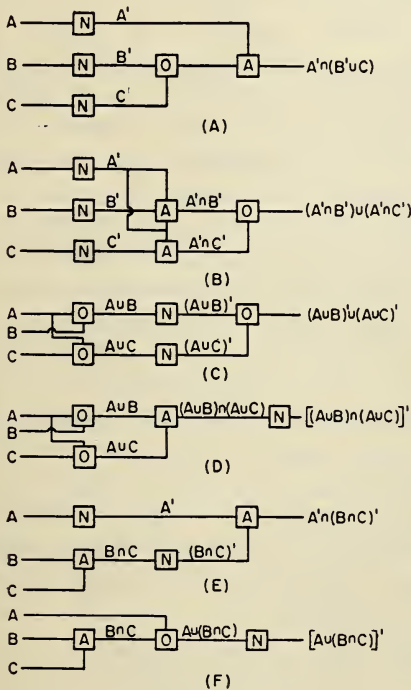 A N A'
B N B' O A A'∩(B'∪C)
C N C'
(A)
A N A'
B N B' A A'∩B' O (A'∩B')∪(A'∩C')
C N C' A A'∩C'
(B)
A O A∪B N (A∪B)' O (A∪B)'∪(A∪C)'
B
C O A∪C N (A∪C)'
(C)
A O A∪B A (A∪B)∩(A∪C) N [(A∪B)∩(A∪C)]'
B
C O A∪C
(D)
A N A' A A'∩(B∩C)'
B A B∩C N (B∩C)'
C
(E)
A
B A B∩C O A∪(B∩C) N [A∪(B∩C)]'
C
(F)